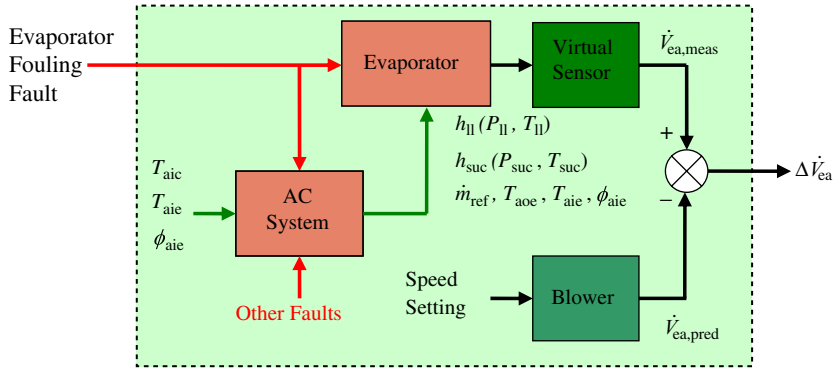 Evaporator
Fouling
Fault
Evaporator
Virtual
Sensor
V̇ea,meas
hll (Pll , Tll)
hsuc (Psuc , Tsuc)
ṁref , Taoe , Taie , ϕaie
Taic
Taie
ϕaie
AC
System
+
−
ΔV̇ea
Other Faults
Speed
Setting
Blower
V̇ea,pred